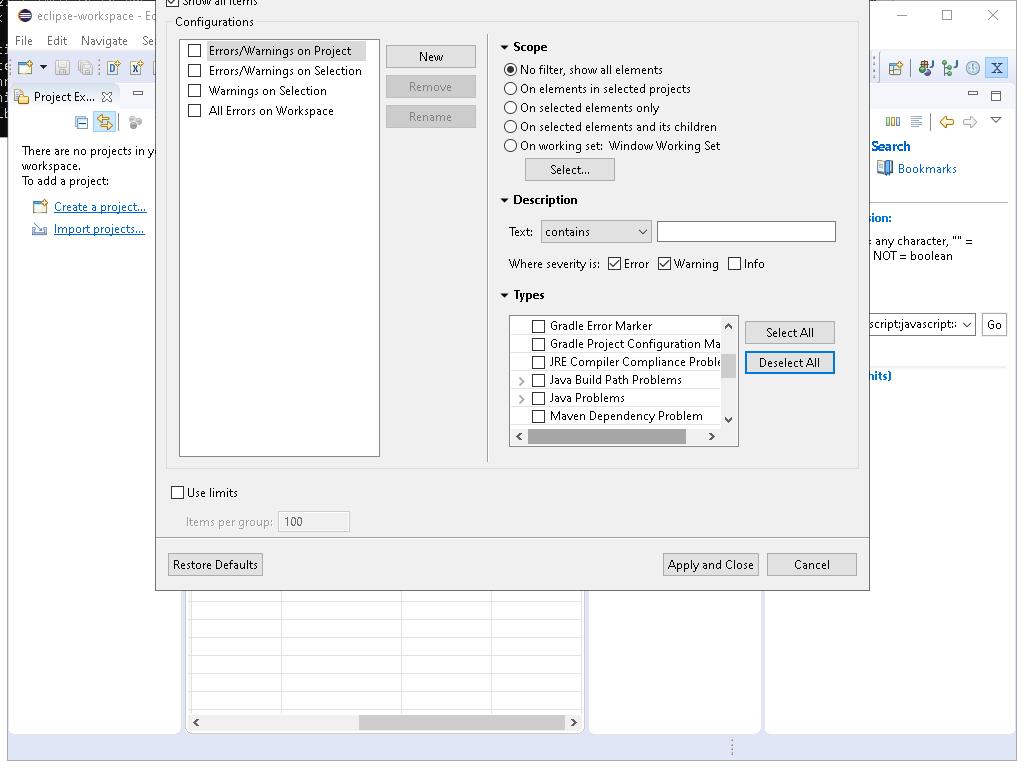 eclipse-workspace - Ec
Show all items
File Edit Navigate Se
Configurations
Errors/Warnings on Project
Errors/Warnings on Selection
Warnings on Selection
All Errors on Workspace
New
Remove
Rename
Scope
No filter, show all elements
On elements in selected projects
On selected elements only
On selected elements and its children
On working set: Window Working Set
Select...
Description
Text: contains
Where severity is: Error Warning Info
Types
Gradle Error Marker
Gradle Project Configuration Ma
JRE Compiler Compliance Proble
Java Build Path Problems
Java Problems
Maven Dependency Problem
Select All
Deselect All
Use limits
Items per group: 100
Restore Defaults
Apply and Close
Cancel
Project Ex...
There are no projects in y
workspace.
To add a project:
Create a project...
Import projects...
Search
Bookmarks
sion:
= any character, "" =
NOT = boolean
script:javascript:
Go
hits)